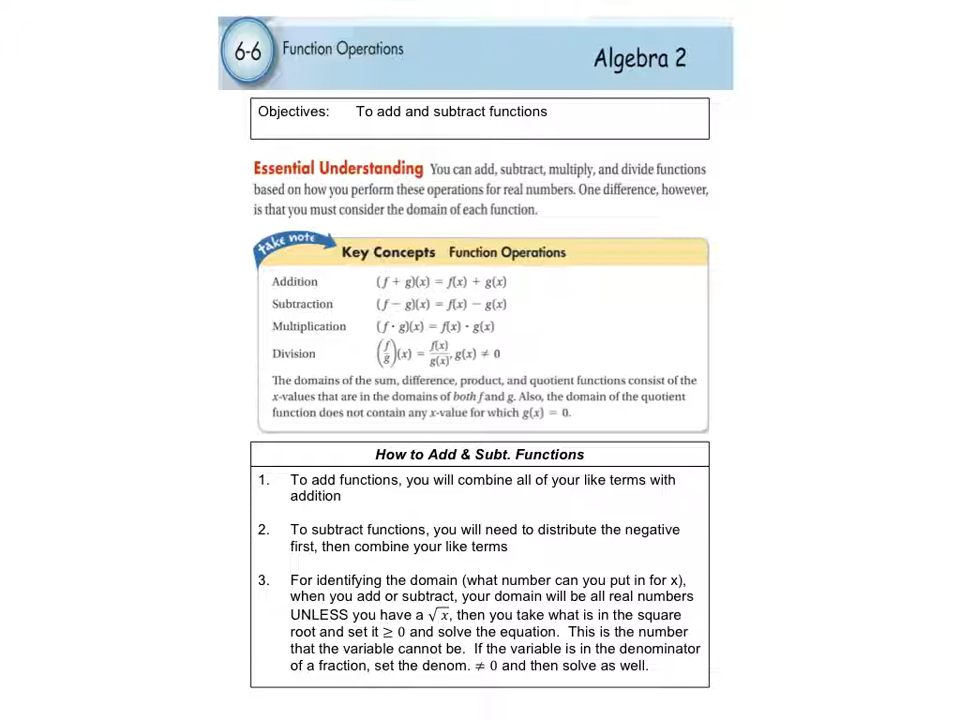 6-6
Function Operations
Algebra 2
Objectives: To add and subtract functions
Essential Understanding You can add, subtract, multiply, and divide functions
based on how you perform these operations for real numbers. One difference, however,
is that you must consider the domain of each function.
take note
Key Concepts Function Operations
Addition (f + g)(x) = f(x) + g(x)
Subtraction (f − g)(x) = f(x) − g(x)
Multiplication (f · g)(x) = f(x) · g(x)
Division (f/g)(x) = f(x)/g(x), g(x) ≠ 0
The domains of the sum, difference, product, and quotient functions consist of the
x-values that are in the domains of both f and g. Also, the domain of the quotient
function does not contain any x-value for which g(x) = 0.
How to Add & Subt. Functions
1. To add functions, you will combine all of your like terms with
addition
2. To subtract functions, you will need to distribute the negative
first, then combine your like terms
3. For identifying the domain (what number can you put in for x),
when you add or subtract, your domain will be all real numbers
UNLESS you have a √x, then you take what is in the square
root and set it ≥ 0 and solve the equation. This is the number
that the variable cannot be. If the variable is in the denominator
of a fraction, set the denom. ≠ 0 and then solve as well.